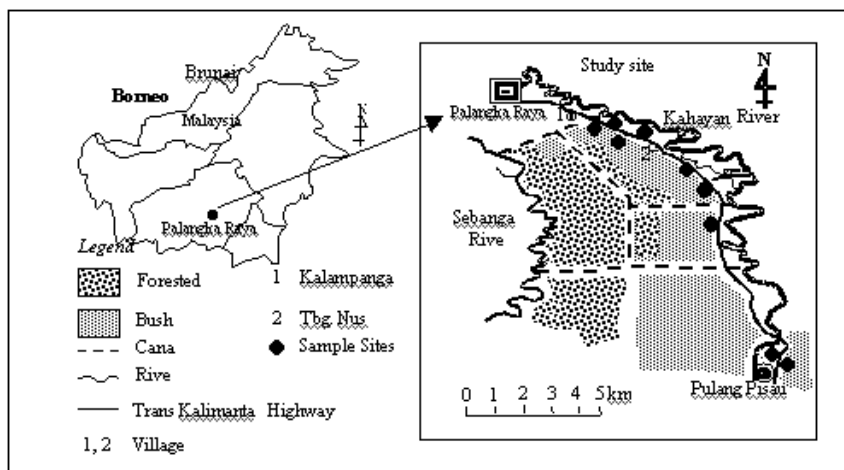 Brunai
Borneo
Malaysia
N
Palangka Raya
Legend
Forested
Bush
Cana
Rive
Trans Kalimanta Highway
1, 2 Village
1 Kalampanga
2 Tbg. Nus
Sample Sites
Study site
N
Palangka Raya
1
Kahayan River
2
Sebanga
Rive
Pulang Pisau
0 1 2 3 4 5 km